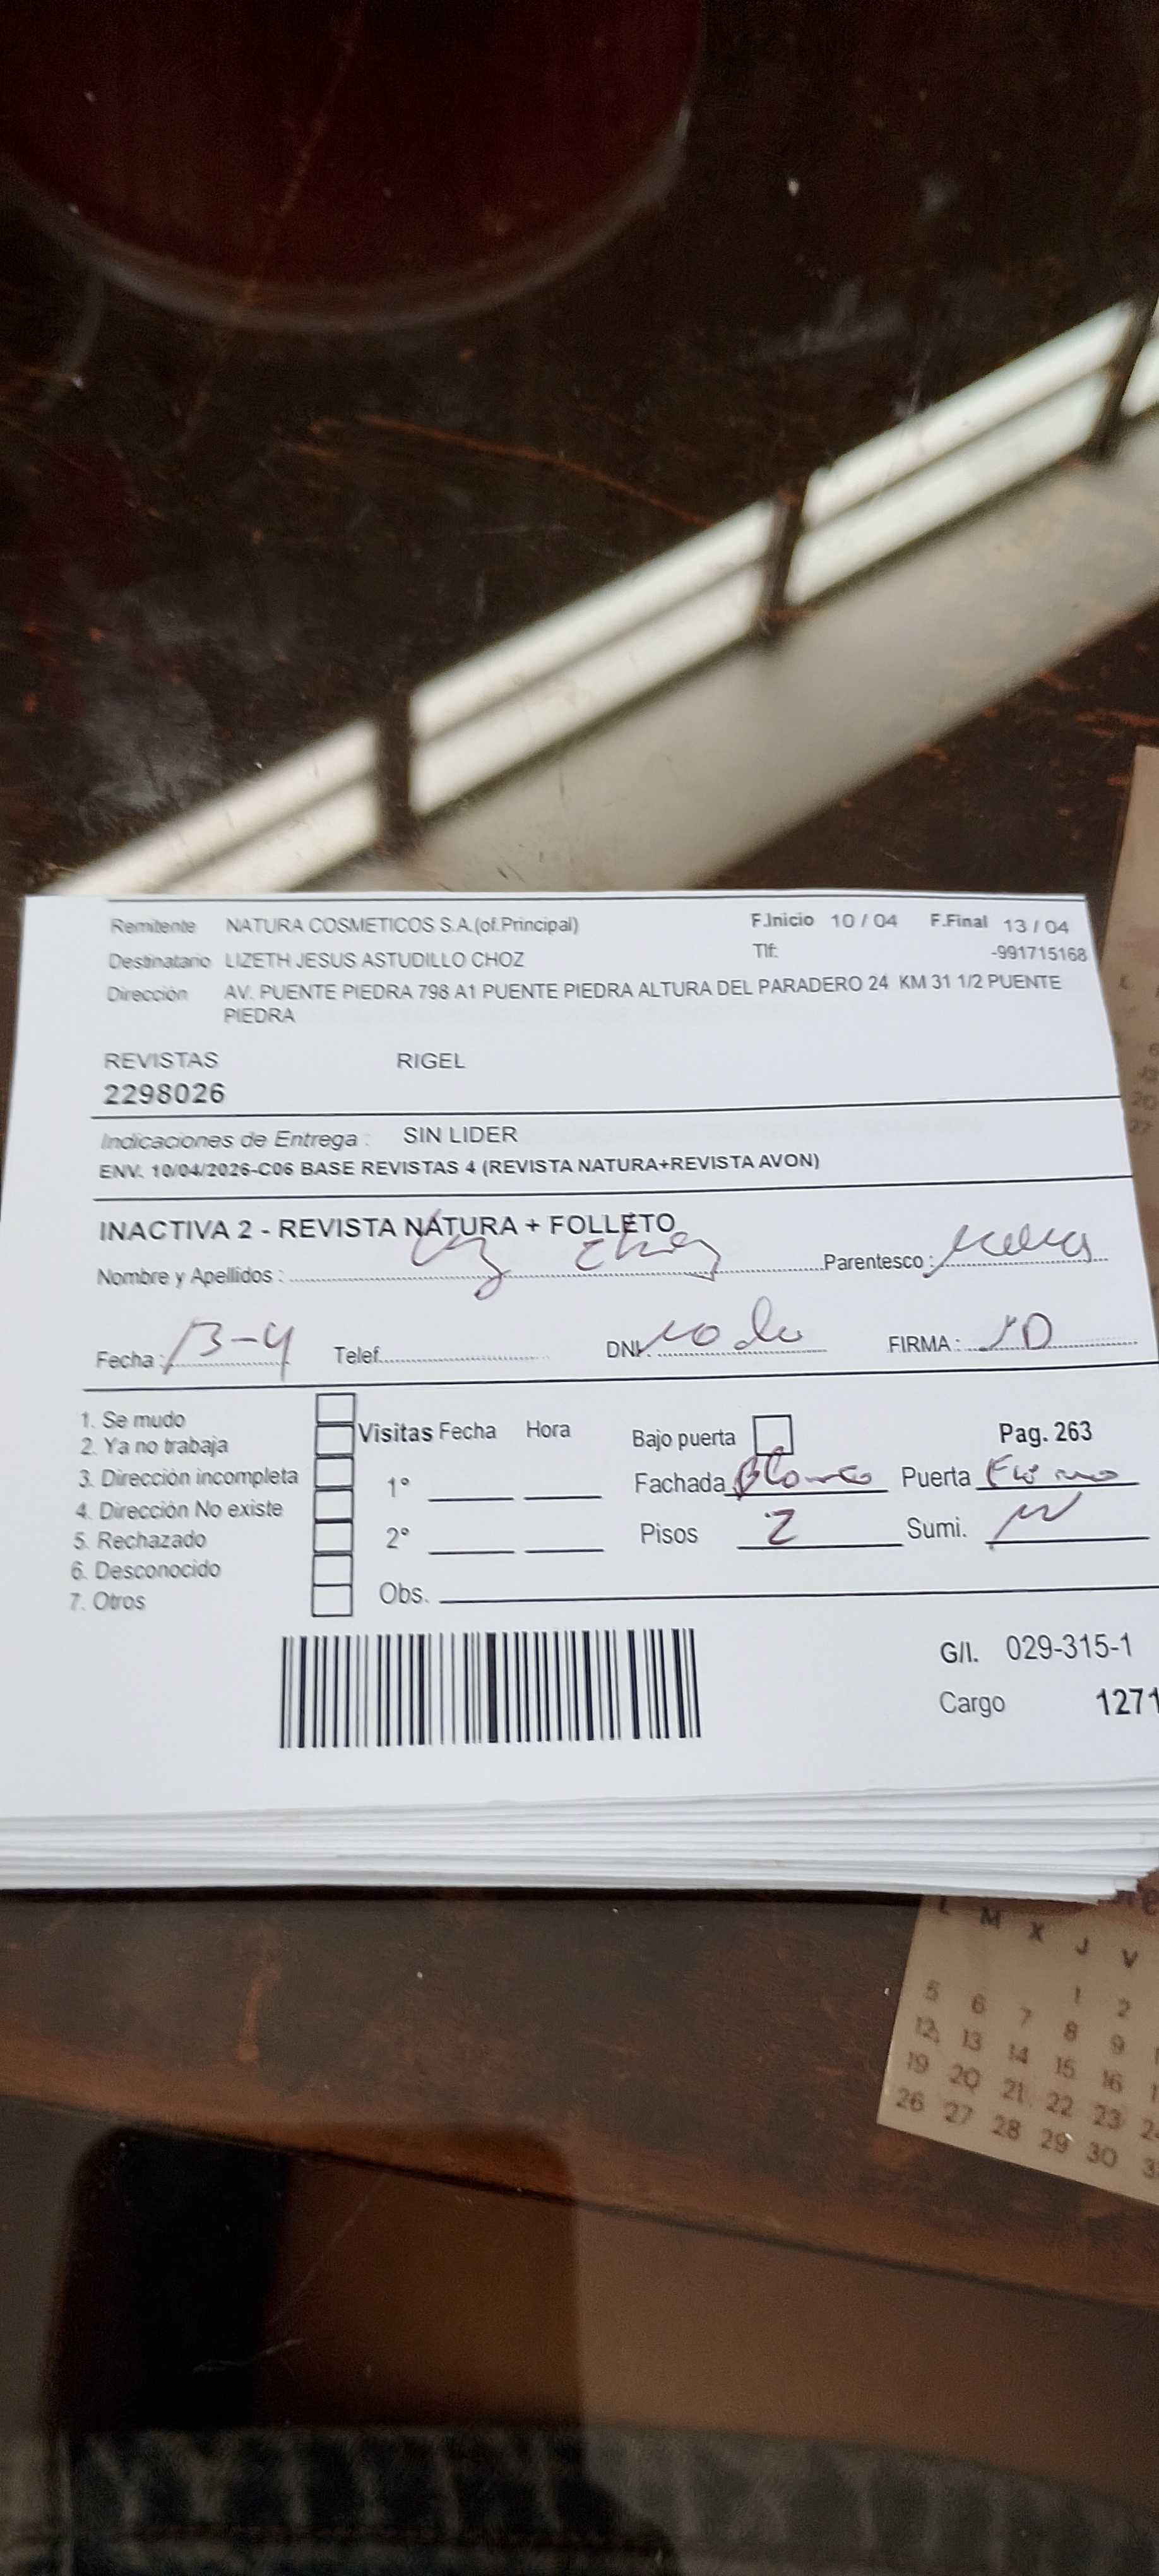 Remitente NATURA COSMETICOS S.A.(of.Principal) F.Inicio 10 / 04 F.Final 13 / 04
Destinatario LIZETH JESUS ASTUDILLO CHOZ Tlf: -991715168
Dirección AV. PUENTE PIEDRA 798 A1 PUENTE PIEDRA ALTURA DEL PARADERO 24 KM 31 1/2 PUENTE
PIEDRA
REVISTAS RIGEL
2298026
Indicaciones de Entrega : SIN LIDER
ENV. 10/04/2026-C06 BASE REVISTAS 4 (REVISTA NATURA+REVISTA AVON)
INACTIVA 2 - REVISTA NATURA + FOLLETO
Nombre y Apellidos : Parentesco :
Fecha : 13-4 Telef. DNI. FIRMA :
1. Se mudo
2. Ya no trabaja Visitas Fecha Hora Bajo puerta Pag. 263
3. Dirección incompleta 1° Fachada Blanco Puerta
4. Dirección No existe
5. Rechazado 2° Pisos 2 Sumi.
6. Desconocido
7. Otros Obs.
G/l. 029-315-1
Cargo 1271
L M X J V
1 2
5 6 7 8 9
12 13 14 15 16
19 20 21 22 23
26 27 28 29 30